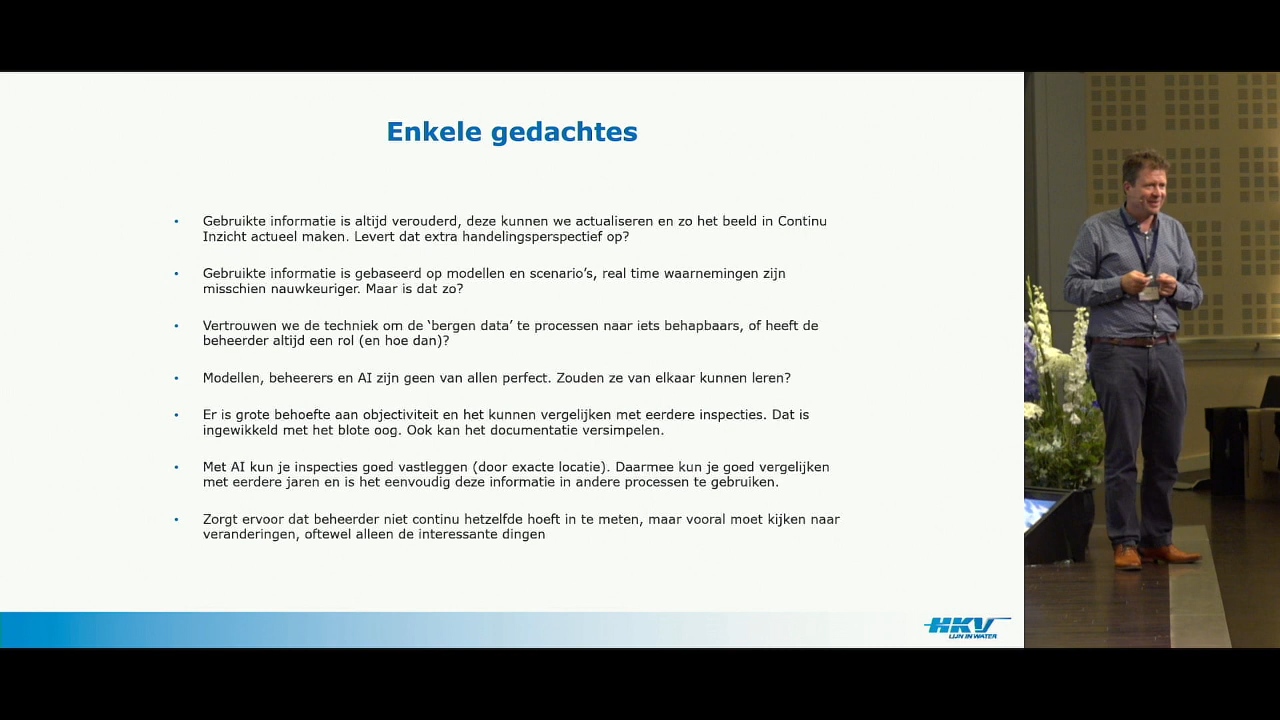 Enkele gedachtes
• Gebruikte informatie is altijd verouderd, deze kunnen we actualiseren en zo het beeld in Continu
Inzicht actueel maken. Levert dat extra handelingsperspectief op?
• Gebruikte informatie is gebaseerd op modellen en scenario’s, real time waarnemingen zijn
misschien nauwkeuriger. Maar is dat zo?
• Vertrouwen we de techniek om de ‘bergen data’ te processen naar iets behapbaars, of heeft de
beheerder altijd een rol (en hoe dan)?
• Modellen, beheerers en AI zijn geen van allen perfect. Zouden ze van elkaar kunnen leren?
• Er is grote behoefte aan objectiviteit en het kunnen vergelijken met eerdere inspecties. Dat is
ingewikkeld met het blote oog. Ook kan het documentatie versimpelen.
• Met AI kun je inspecties goed vastleggen (door exacte locatie). Daarmee kun je goed vergelijken
met eerdere jaren en is het eenvoudig deze informatie in andere processen te gebruiken.
• Zorgt ervoor dat beheerder niet continu hetzelfde hoeft in te meten, maar vooral moet kijken naar
veranderingen, oftewel alleen de interessante dingen
HKV
LIJN IN WATER